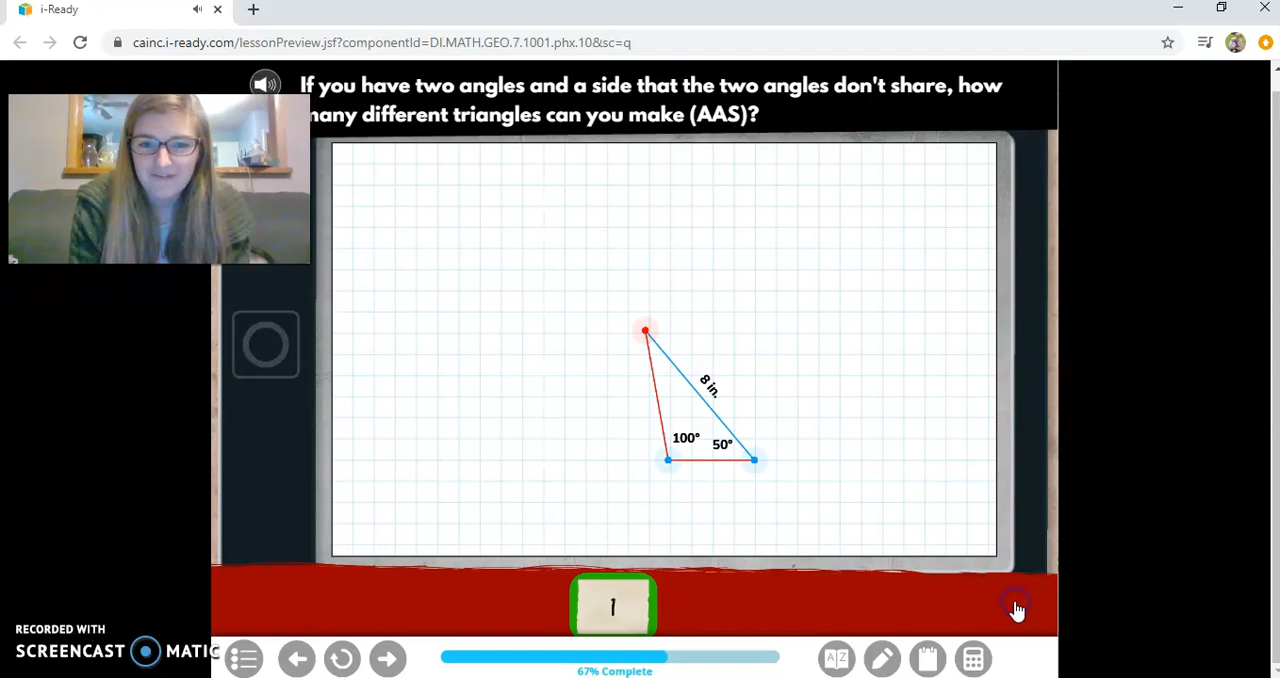 i-Ready
cainc.i-ready.com/lessonPreview.jsf?componentId=DI.MATH.GEO.7.1001.phx.10&sc=q
If you have two angles and a side that the two angles don't share, how
many different triangles can you make (AAS)?
8 in.
100° 50°
1
RECORDED WITH
SCREENCAST MATIC
A Z
67% Complete